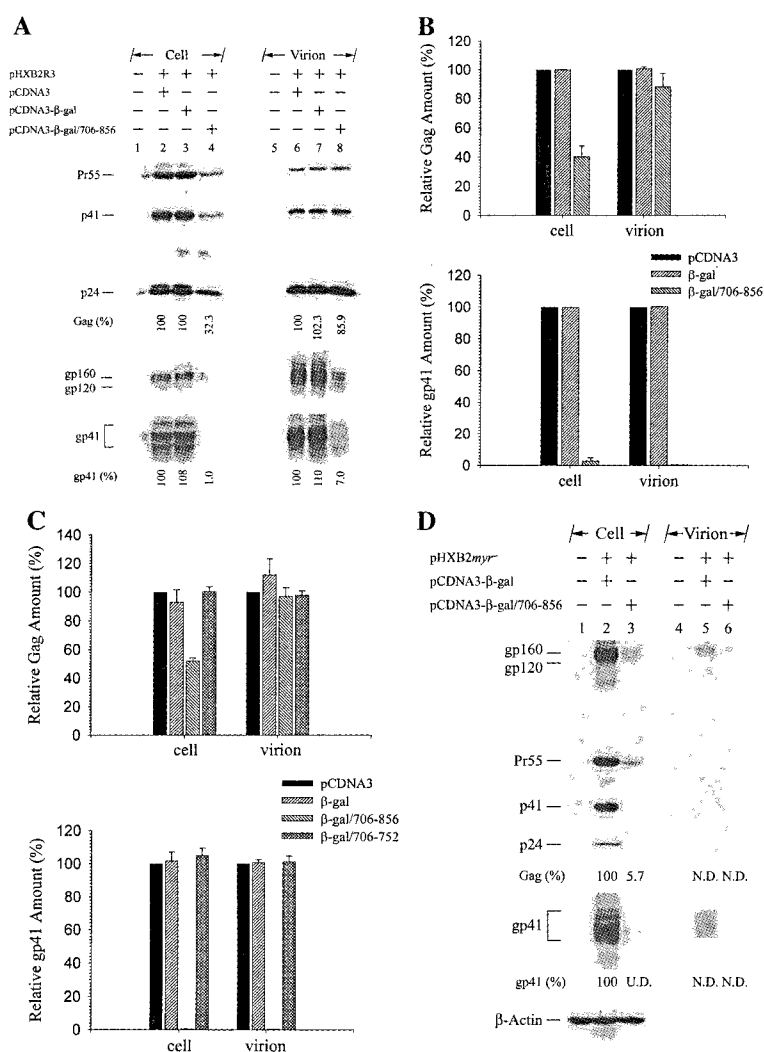 A
Cell
Virion
pHXB2R3 − + + + − + + +
pCDNA3 − + − − − + − −
pCDNA3-β-gal − − + − − − + −
pCDNA3-β-gal/706-856 − − − + − − − +
1 2 3 4 5 6 7 8
Pr55
p41
p24
Gag (%) 100 100 32.3 100 102.3 85.9
gp160
gp120
gp41
gp41 (%) 100 108 1.0 100 110 7.0
B
Relative Gag Amount (%)
120
100
80
60
40
20
0
cell virion
pCDNA3
β-gal
β-gal/706-856
Relative gp41 Amount (%)
120
100
80
60
40
20
0
cell virion
C
Relative Gag Amount (%)
140
120
100
80
60
40
20
0
cell virion
pCDNA3
β-gal
β-gal/706-856
β-gal/706-752
Relative gp41 Amount (%)
120
100
80
60
40
20
0
cell virion
D
Cell
Virion
pHXB2myr⁻ − + + − + +
pCDNA3-β-gal − + − − + −
pCDNA3-β-gal/706-856 − − + − − +
1 2 3 4 5 6
gp160
gp120
Pr55
p41
p24
Gag (%) 100 5.7 N.D. N.D.
gp41
gp41 (%) 100 U.D. N.D. N.D.
β-Actin